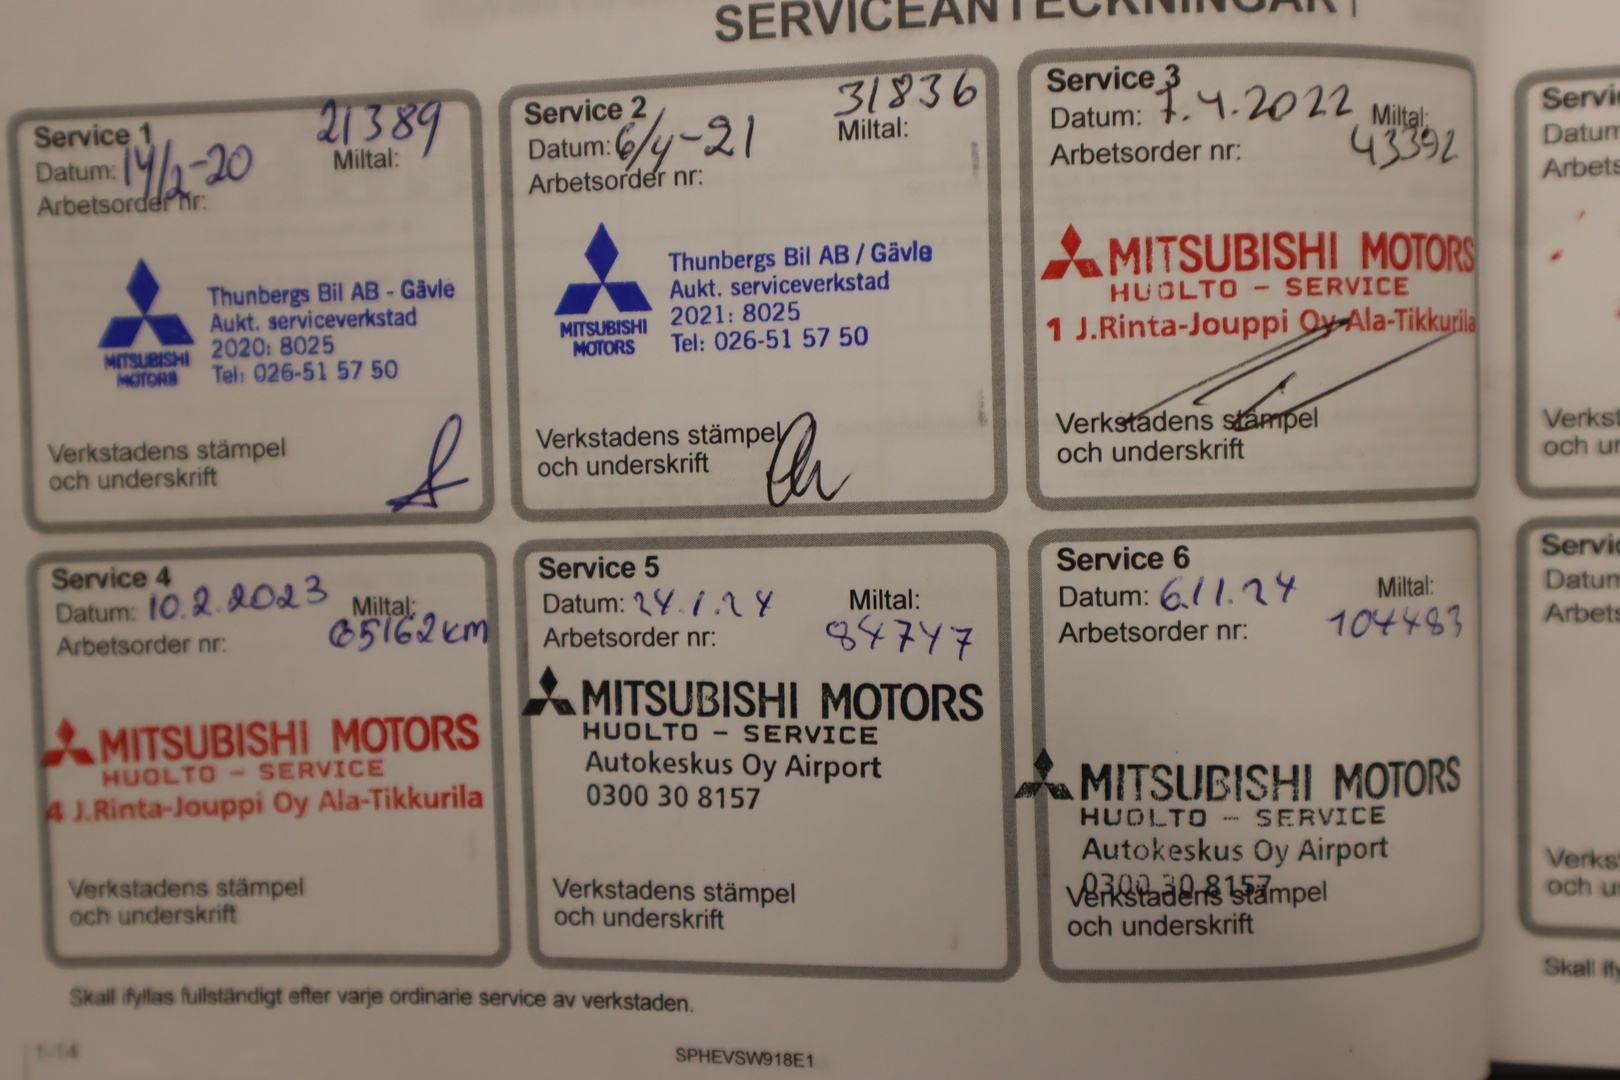 SERVICEANTECKNINGAR
Service 1
21389
Datum: 14/2-20 Miltal:
Arbetsorder nr:
Thunbergs Bil AB - Gävle
Aukt. serviceverkstad
2020: 8025
Tel: 026-51 57 50
MITSUBISHI
MOTORS
Verkstadens stämpel
och underskrift
Service 2
31836
Datum: 6/4-21 Miltal:
Arbetsorder nr:
Thunbergs Bil AB / Gävle
Aukt. serviceverkstad
2021: 8025
Tel: 026-51 57 50
MITSUBISHI
MOTORS
Verkstadens stämpel
och underskrift
Service 3
Datum: 7.4.2022 Miltal:
Arbetsorder nr: 43392
MITSUBISHI MOTORS
HUOLTO - SERVICE
1 J.Rinta-Jouppi Oy Ala-Tikkurila
Verkstadens stämpel
och underskrift
Service 4
Datum: 10.2.2023 Miltal:
Arbetsorder nr: 65162km
MITSUBISHI MOTORS
HUOLTO - SERVICE
4 J.Rinta-Jouppi Oy Ala-Tikkurila
Verkstadens stämpel
och underskrift
Service 5
Datum: 24.1.24 Miltal:
Arbetsorder nr: 84747
MITSUBISHI MOTORS
HUOLTO - SERVICE
Autokeskus Oy Airport
0300 30 8157
Verkstadens stämpel
och underskrift
Service 6
Datum: 6.11.24 Miltal:
Arbetsorder nr: 104483
MITSUBISHI MOTORS
HUOLTO - SERVICE
Autokeskus Oy Airport
0300 30 8157
Verkstadens stämpel
och underskrift
Skall ifyllas fullständigt efter varje ordinarie service av verkstaden.
1-14
SPHEVSW918E1
Datum